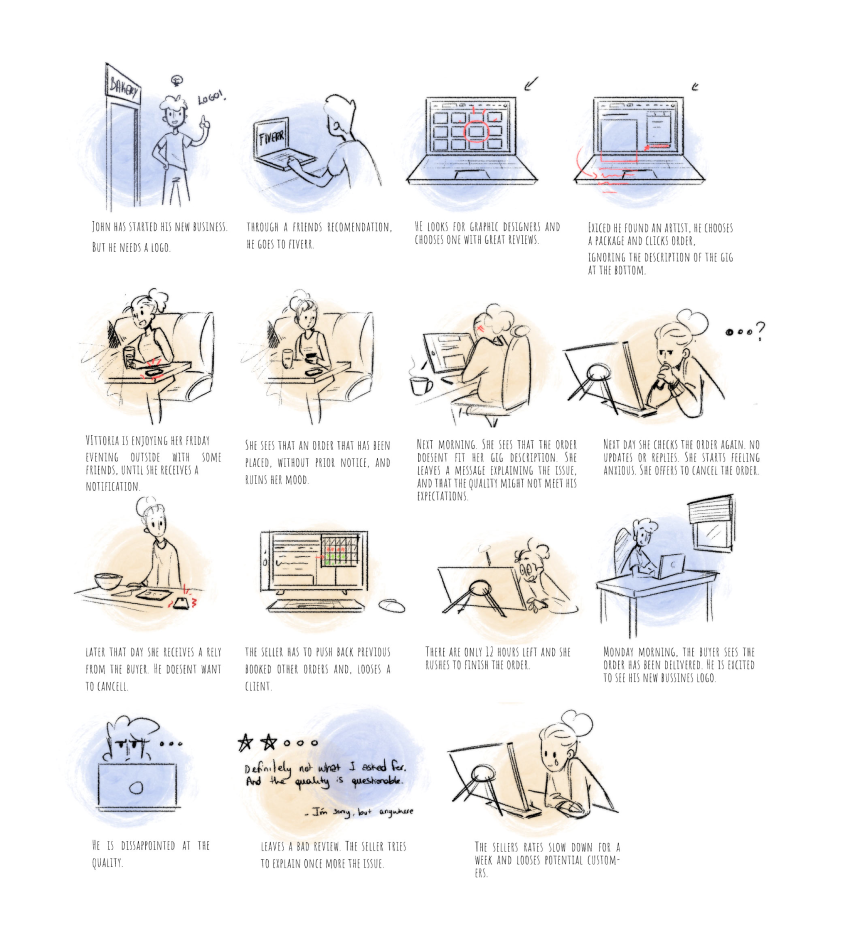 BAKERY
LOGO!
JOHN HAS STARTED HIS NEW BUSINESS.
BUT HE NEEDS A LOGO.
FIVERR
THROUGH A FRIENDS RECOMENDATION,
HE GOES TO FIVERR.
HE LOOKS FOR GRAPHIC DESIGNERS AND
CHOOSES ONE WITH GREAT REVIEWS.
EXICED HE FOUND AN ARTIST, HE CHOOSES
A PACKAGE AND CLICKS ORDER,
IGNORING THE DESCRIPTION OF THE GIG
AT THE BOTTOM.
VITTORIA IS ENJOYING HER FRIDAY
EVENING OUTSIDE WITH SOME
FRIENDS, UNTIL SHE RECEIVES A
NOTIFICATION.
SHE SEES THAT AN ORDER THAT HAS BEEN
PLACED, WITHOUT PRIOR NOTICE, AND
RUINS HER MOOD.
NEXT MORNING. SHE SEES THAT THE ORDER
DOESENT FIT HER GIG DESCRIPTION. SHE
LEAVES A MESSAGE EXPLAINING THE ISSUE,
AND THAT THE QUALITY MIGHT NOT MEET HIS
EXPECTATIONS.
...?
NEXT DAY SHE CHECKS THE ORDER AGAIN. NO
UPDATES OR REPLIES. SHE STARTS FEELING
ANXIOUS. SHE OFFERS TO CANCEL THE ORDER.
LATER THAT DAY SHE RECEIVES A RELY
FROM THE BUYER. HE DOESENT WANT
TO CANCELL.
THE SELLER HAS TO PUSH BACK PREVIOUS
BOOKED OTHER ORDERS AND, LOOSES A
CLIENT.
THERE ARE ONLY 12 HOURS LEFT AND SHE
RUSHES TO FINISH THE ORDER.
MONDAY MORNING, THE BUYER SEES THE
ORDER HAS BEEN DELIVERED. HE IS EXCITED
TO SEE HIS NEW BUSSINES LOGO.
...
HE IS DISSAPPOINTED AT THE
QUALITY.
Definitely not what I asked for.
And the quality is questionable.
- I'm sorry, but anywhere
LEAVES A BAD REVIEW. THE SELLER TRIES
TO EXPLAIN ONCE MORE THE ISSUE.
THE SELLERS RATES SLOW DOWN FOR A
WEEK AND LOOSES POTENTIAL CUSTOM-
ERS.